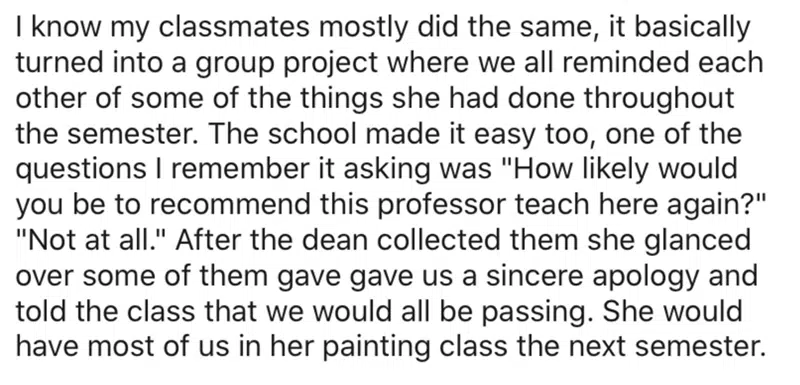 I know my classmates mostly did the same, it basically
turned into a group project where we all reminded each
other of some of the things she had done throughout
the semester. The school made it easy too, one of the
questions I remember it asking was "How likely would
you be to recommend this professor teach here again?"
"Not at all." After the dean collected them she glanced
over some of them gave gave us a sincere apology and
told the class that we would all be passing. She would
have most of us in her painting class the next semester.